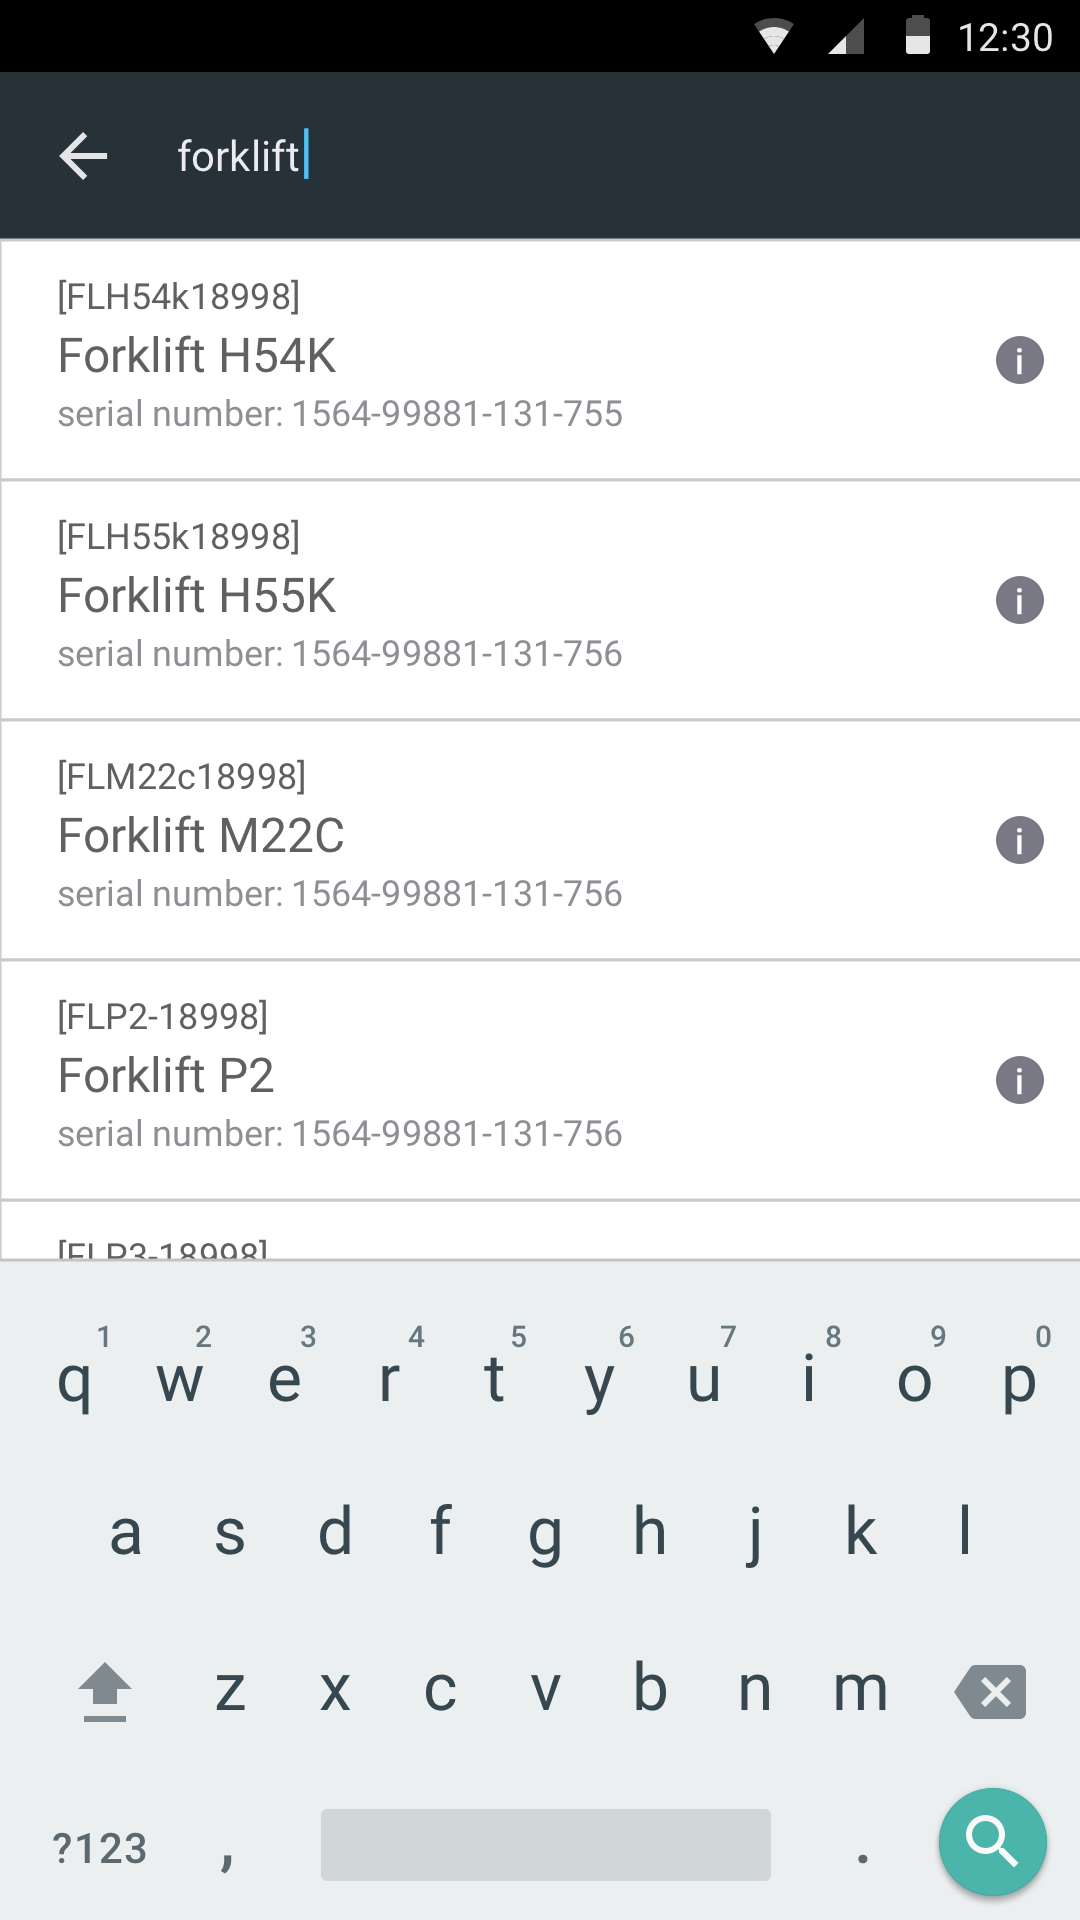 12:30
forklift
[FLH54k18998]
Forklift H54K
serial number: 1564-99881-131-755
[FLH55k18998]
Forklift H55K
serial number: 1564-99881-131-756
[FLM22c18998]
Forklift M22C
serial number: 1564-99881-131-756
[FLP2-18998]
Forklift P2
serial number: 1564-99881-131-756
[FLP3-18998]
1 2 3 4 5 6 7 8 9 0
q w e r t y u i o p
a s d f g h j k l
z x c v b n m
?123 , .